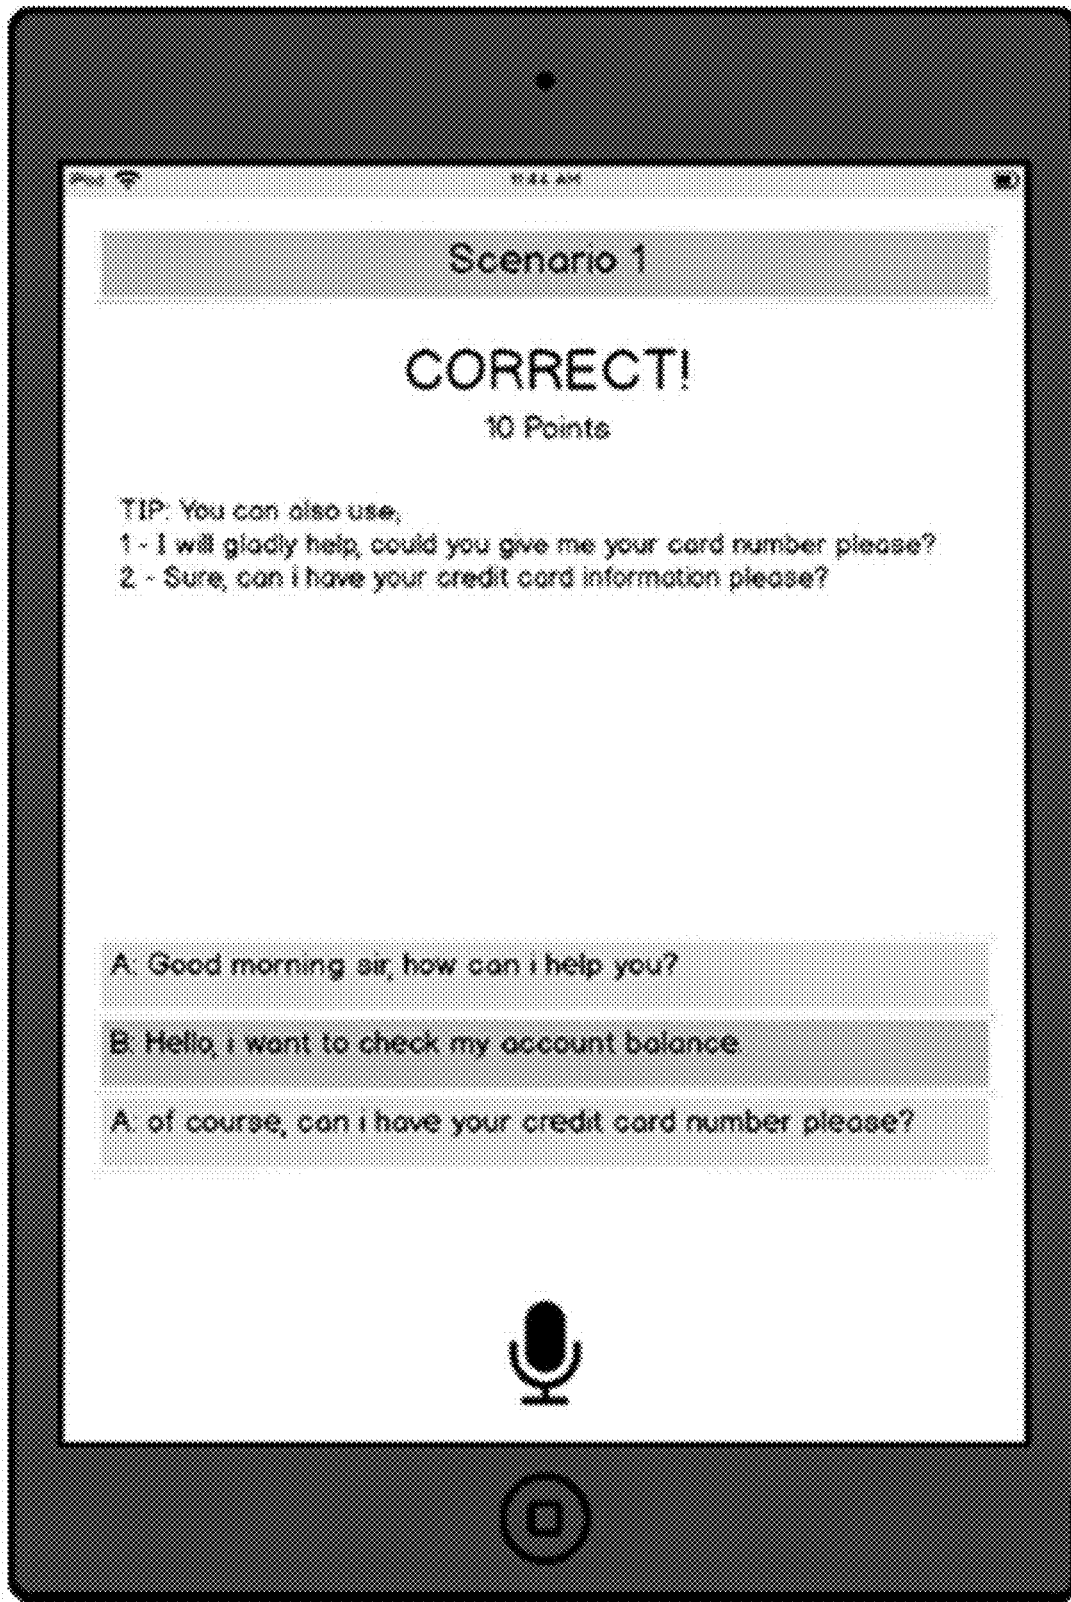 iPod
Scenario 1
CORRECT!
10 Points
TIP: You can also use,
1 - I will gladly help, could you give me your card number please?
2 - Sure, can i have your credit card information please?
A: Good morning sir, how can i help you?
B: Hello, i want to check my account balance
A: of course, can i have your credit card number please?